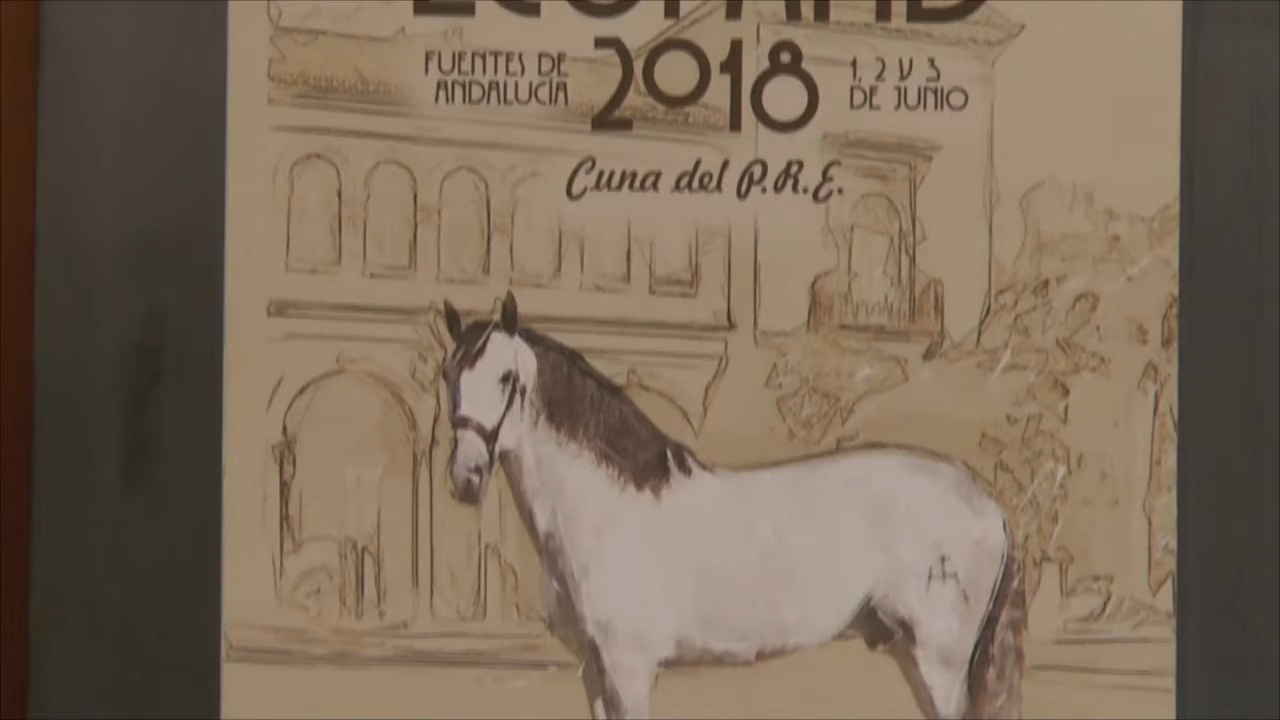 FUENTES DE
ANDALUCÍA
2018
1, 2 y 3
DE JUNIO
Cuna del P.R.E.